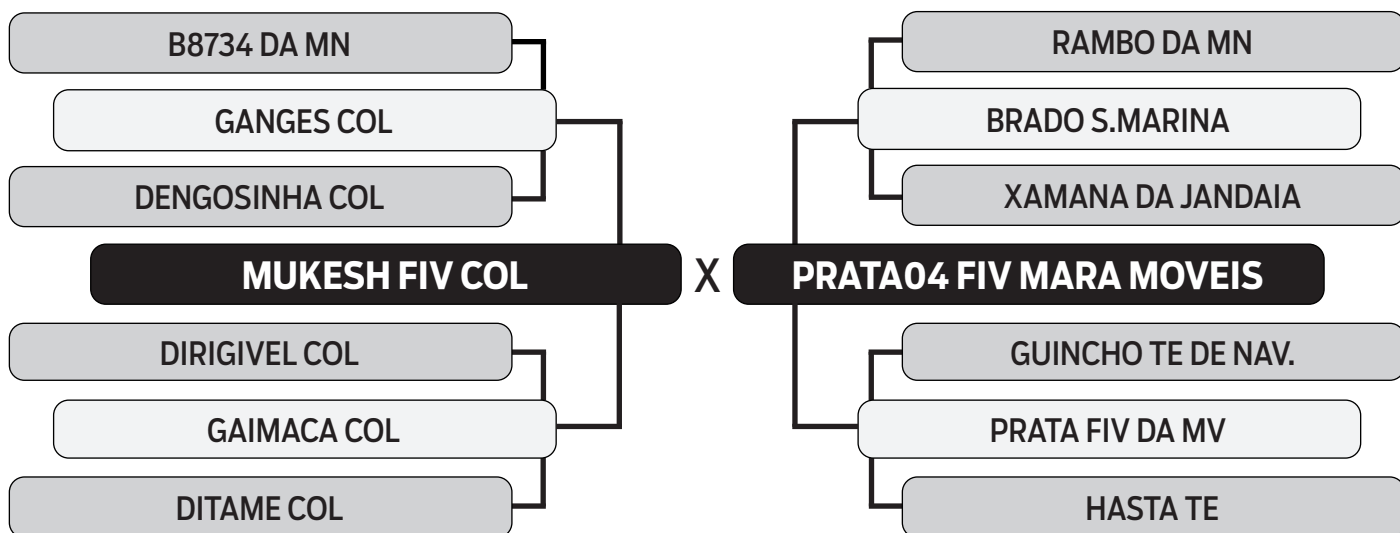 B8734 DA MN
GANGES COL
DENGOSINHA COL
MUKESH FIV COL
DIRIGIVEL COL
GAIMACA COL
DITAME COL
X
RAMBO DA MN
BRADO S.MARINA
XAMANA DA JANDAIA
PRATA04 FIV MARA MOVEIS
GUINCHO TE DE NAV.
PRATA FIV DA MV
HASTA TE